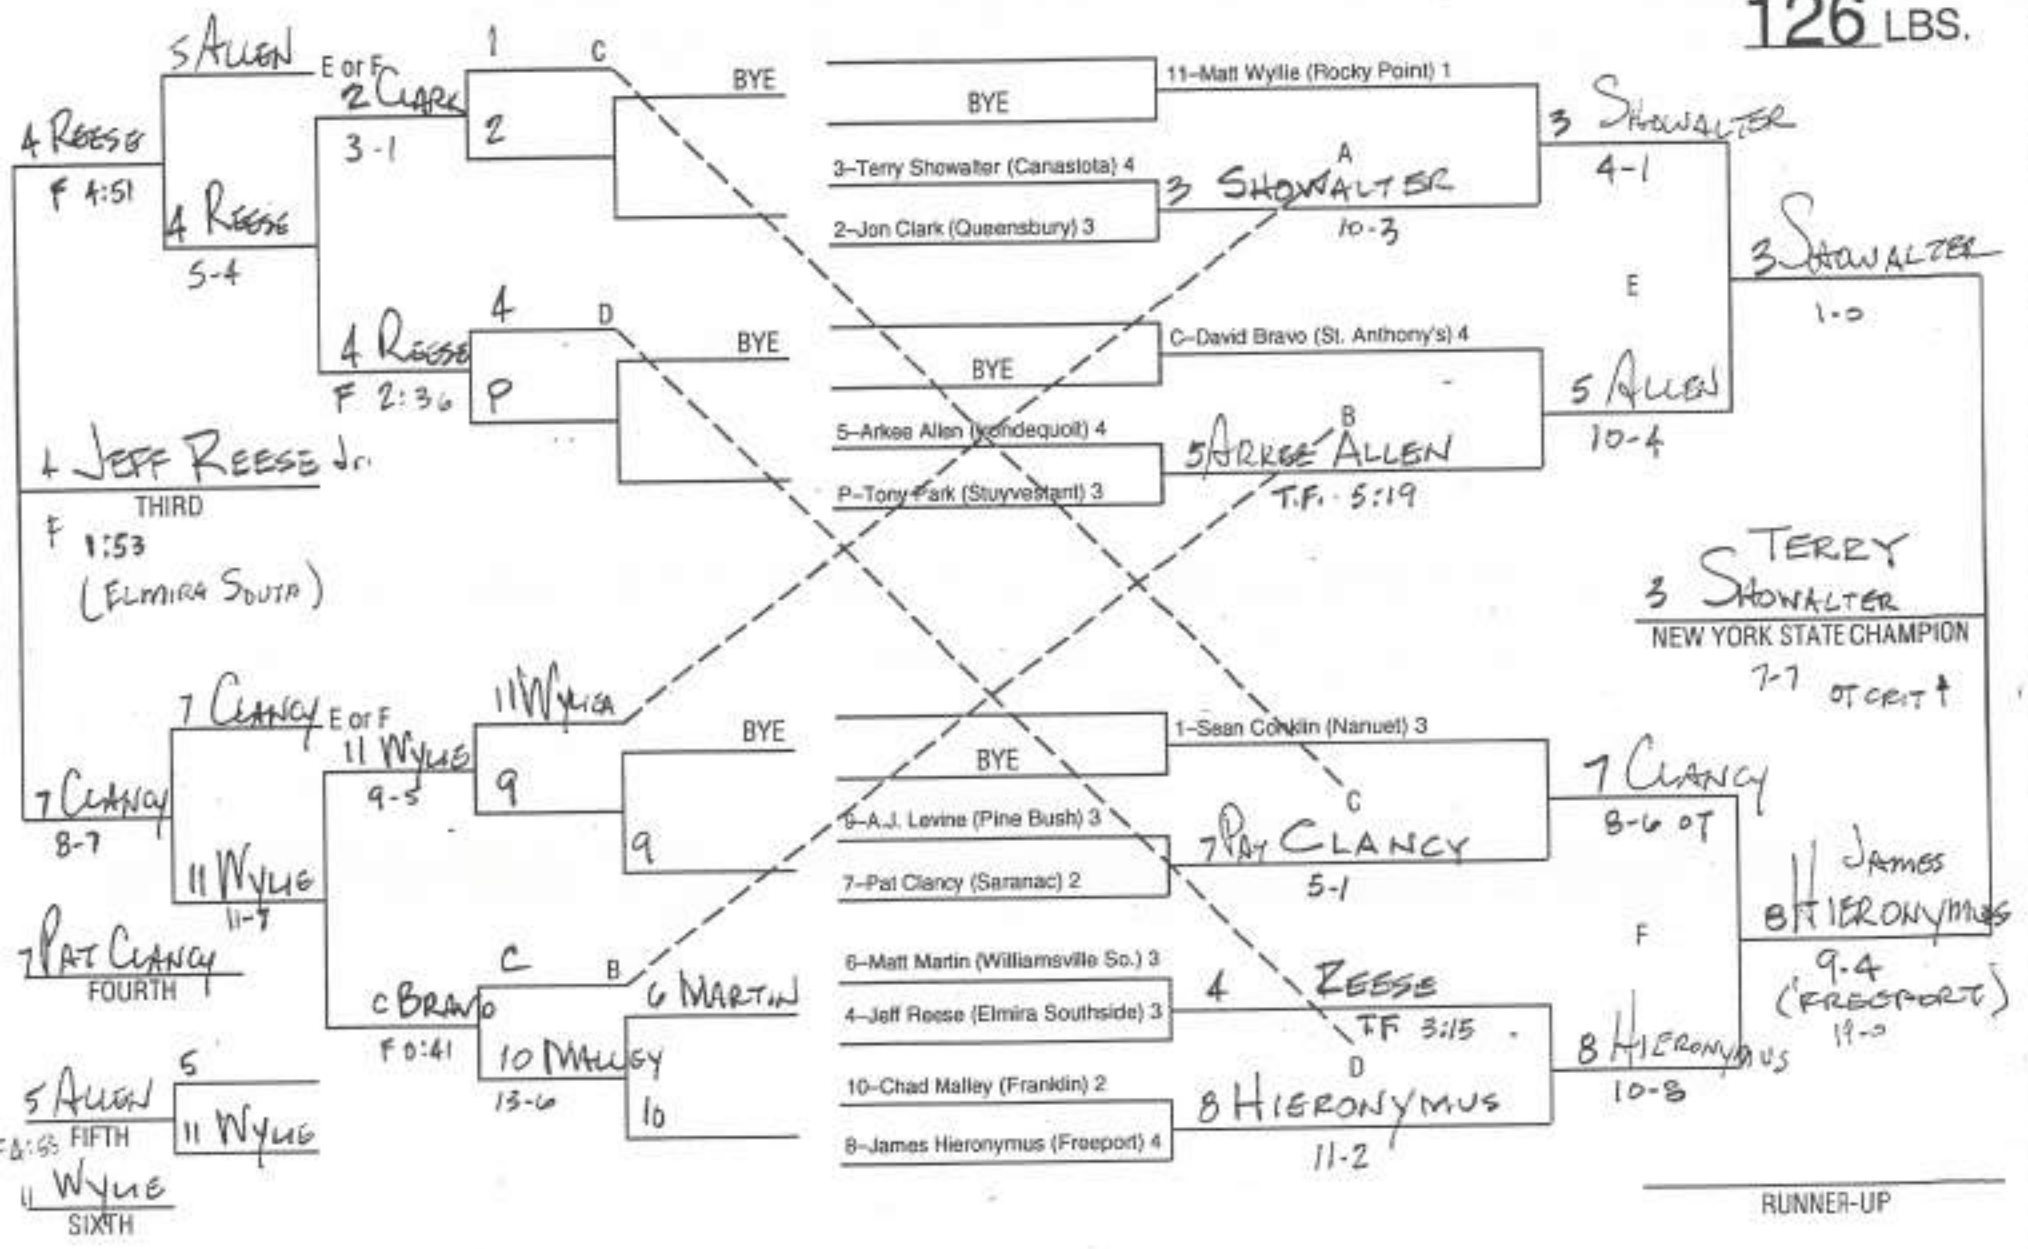 126 LBS.
5 ALLEN
E or F
2 CLARK
3-1
1
C
2
BYE
4 REESE
F 4:51
4 REESE
5-4
4 REESE
F 2:36
4
D
P
BYE
4 JEFF REESE Jr.
THIRD
F 1:53
(ELMIRA SOUTH)
7 CLANCY
E or F
11 WYLIE
9-5
11 WYLIE
9
BYE
9
7 CLANCY
8-7
11 WYLIE
11-7
7 PAT CLANCY
FOURTH
C BRAVO
F 0:41
C
B
6 MARTIN
10 MALLEY
13-6
10
5 ALLEN
FIFTH
5
11 WYLIE
11 WYLIE
SIXTH
BYE
11–Matt Wyllie (Rocky Point) 1
3–Terry Showalter (Canastota) 4
2–Jon Clark (Queensbury) 3
A
3 SHOWALTER
10-3
3 SHOWALTER
4-1
BYE
C–David Bravo (St. Anthony's) 4
5–Arkee Allen (Irondequoit) 4
P–Tony Park (Stuyvestant) 3
B
5 ARKEE ALLEN
T.F. 5:19
E
5 ALLEN
10-4
3 SHOWALTER
1-0
TERRY
3 SHOWALTER
NEW YORK STATE CHAMPION
7-7 OT CRIT
BYE
1–Sean Conklin (Nanuet) 3
9–A.J. Levine (Pine Bush) 3
7–Pat Clancy (Saranac) 2
C
7 PAT CLANCY
5-1
7 CLANCY
8-6 OT
6–Matt Martin (Williamsville So.) 3
4–Jeff Reese (Elmira Southside) 3
4 REESE
TF 3:15
D
10–Chad Malley (Franklin) 2
8–James Hieronymus (Freeport) 4
8 HIERONYMUS
11-2
F
8 HIERONYMUS
10-8
JAMES
8 HIERONYMUS
9-4
(FREEPORT)
RUNNER-UP